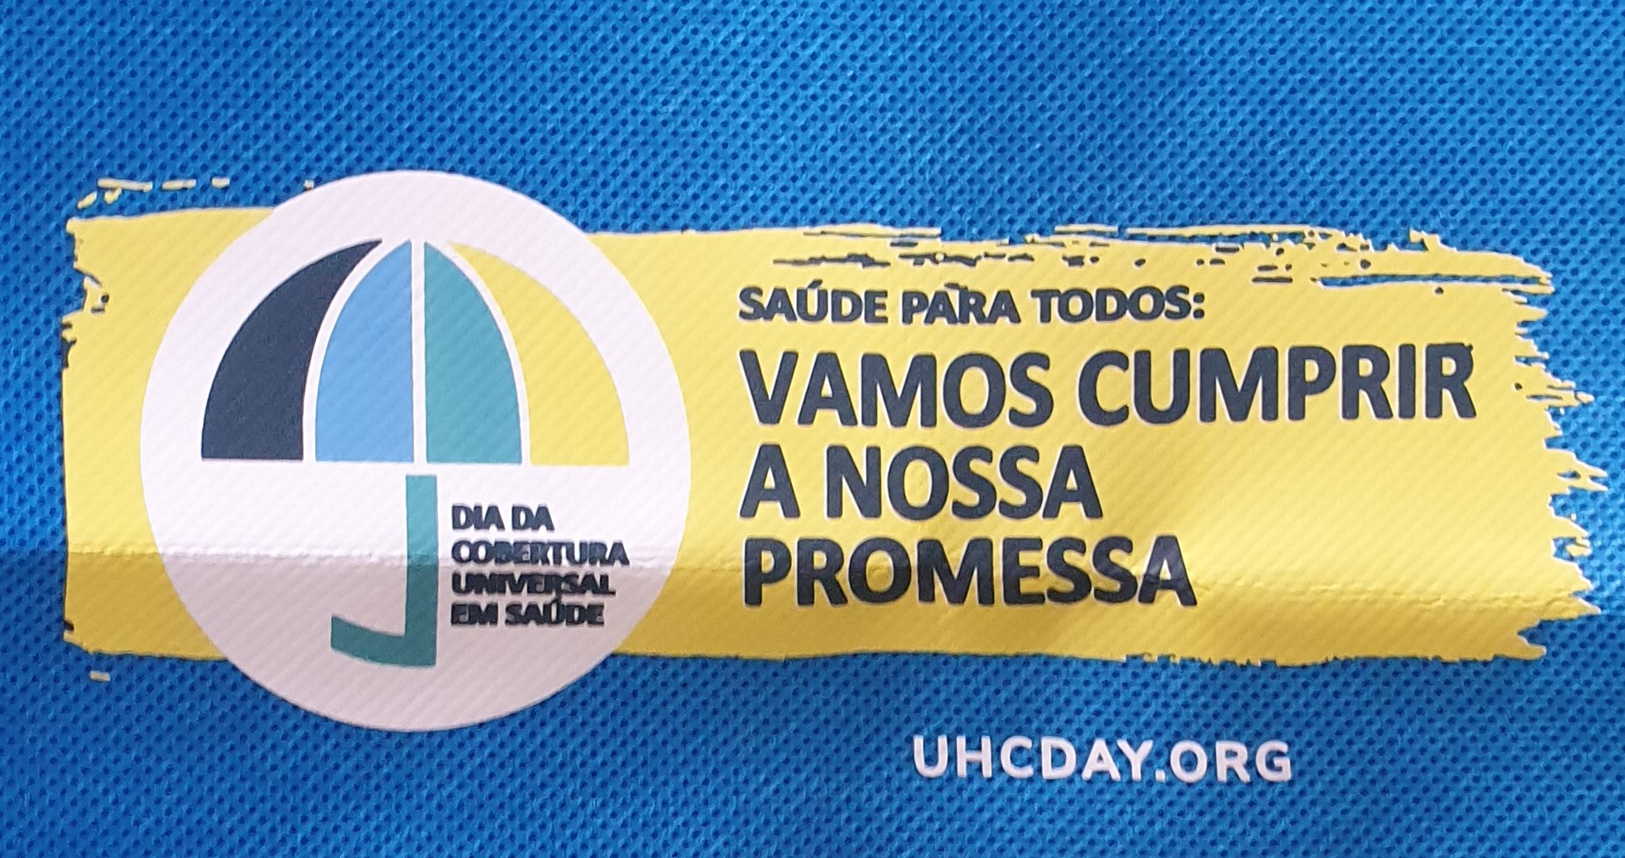 SAÚDE PARA TODOS:
VAMOS CUMPRIR
A NOSSA
PROMESSA
DIA DA
COBERTURA
UNIVERSAL
EM SAÚDE
UHCDAY.ORG